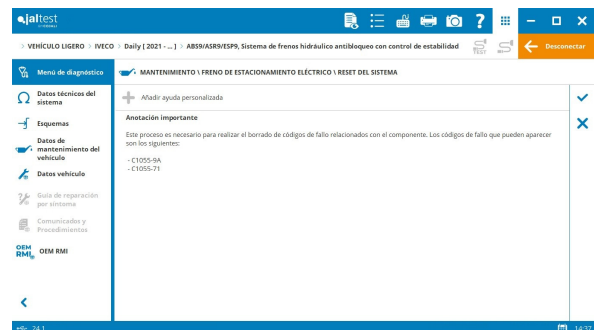 jaltest
VEHÍCULO LIGERO > IVECO > Daily [ 2021 - ... ] > ABS9/ASR9/ESP9, Sistema de frenos hidráulico antibloqueo con control de estabilidad
TEST
Desconectar
Menú de diagnóstico
MANTENIMIENTO \ FRENO DE ESTACIONAMIENTO ELÉCTRICO \ RESET DEL SISTEMA
Datos técnicos del
sistema
Esquemas
Datos de
mantenimiento del
vehículo
Datos vehículo
Guía de reparación
por síntoma
Comunicados y
Procedimientos
OEM
RMI
OEM RMI
Añadir ayuda personalizada
Anotación importante
Este proceso es necesario para realizar el borrado de códigos de fallo relacionados con el componente. Los códigos de fallo que pueden aparecer
son los siguientes:
- C1055-9A
- C1055-71
24.1
14:37